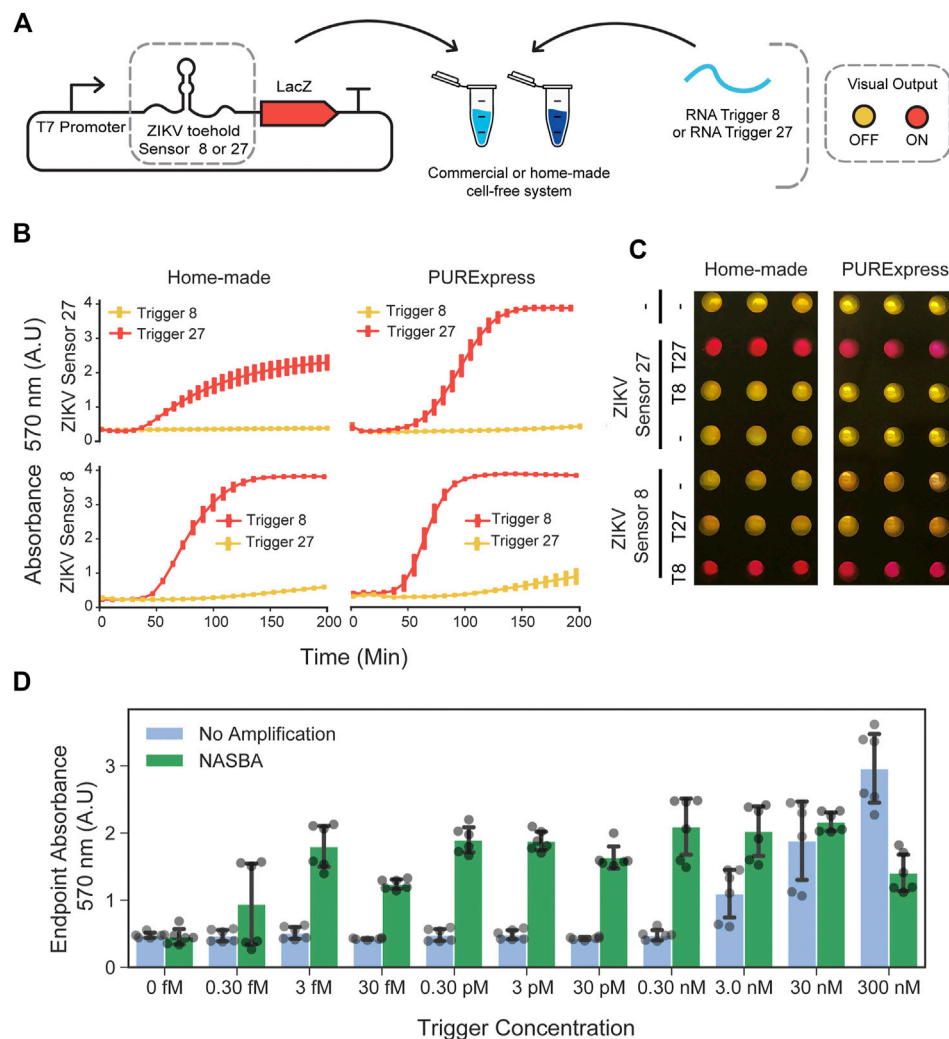 A
T7 Promoter
ZIKV toehold
Sensor 8 or 27
LacZ
Commercial or home-made
cell-free system
RNA Trigger 8
or RNA Trigger 27
Visual Output
OFF
ON
B
Home-made
PURExpress
Absorbance 570 nm (A.U)
ZIKV Sensor 27
4
3
2
1
0
Trigger 8
Trigger 27
Trigger 8
Trigger 27
ZIKV Sensor 8
4
3
2
1
0
Trigger 8
Trigger 27
Trigger 8
Trigger 27
0 50 100 150 200
0 50 100 150 200
Time (Min)
C
Home-made
PURExpress
-
-
ZIKV
Sensor 27
T27
T8
-
ZIKV
Sensor 8
-
T27
T8
D
Endpoint Absorbance
570 nm (A.U)
3
2
1
0
No Amplification
NASBA
0 fM
0.30 fM
3 fM
30 fM
0.30 pM
3 pM
30 pM
0.30 nM
3.0 nM
30 nM
300 nM
Trigger Concentration